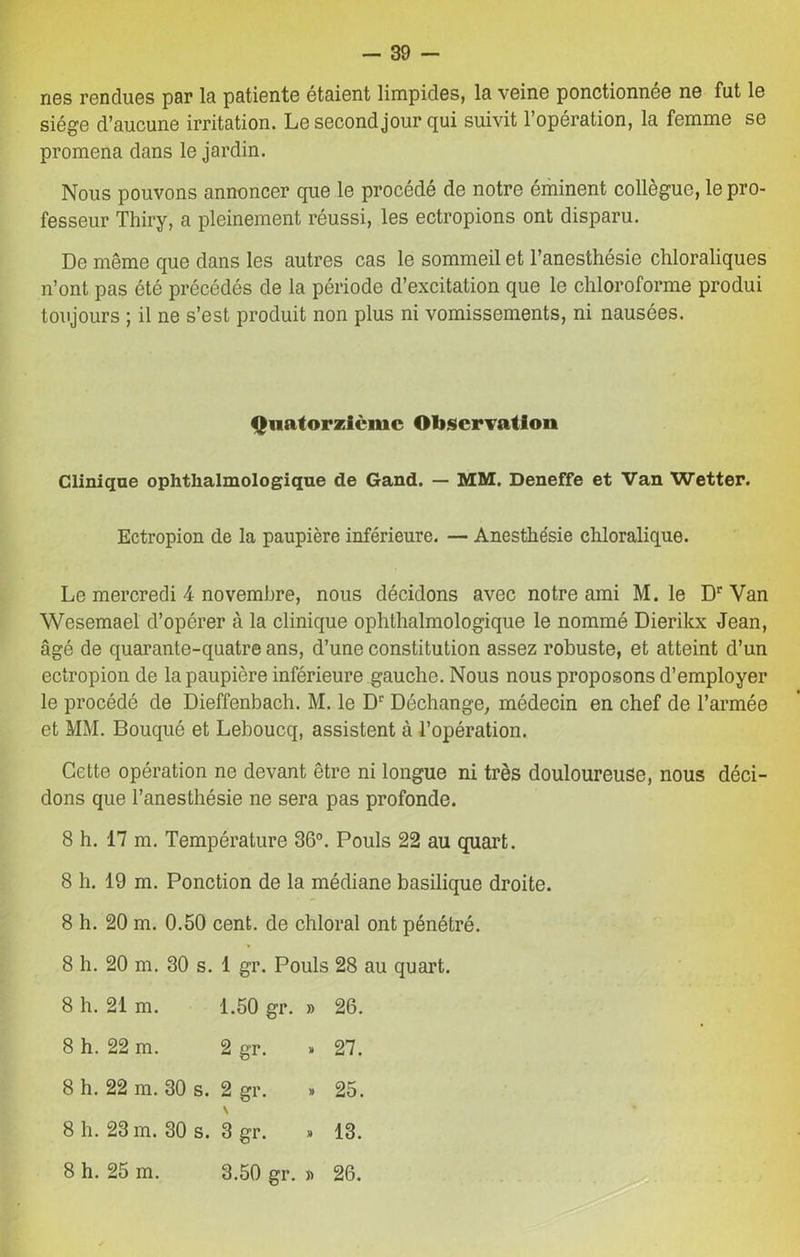 — 39 —
nes rendues par la patiente étaient limpides, la veine ponctionnée ne fut le
siége d'aucune irritation. Le second jour qui suivit l'opération, la femme se
promena dans le jardin.
Nous pouvons annoncer que le procédé de notre éminent collègue, le pro-
fesseur Thiry, a pleinement réussi, les ectropions ont disparu.
De même que dans les autres cas le sommeil et l'anesthésie chloraliques
n'ont pas été précédés de la période d'excitation que le chloroforme produi
toujours ; il ne s'est produit non plus ni vomissements, ni nausées.
Quatorzième Observation
Clinique ophthalmologique de Gand. — MM. Deneffe et Van Wetter.
Ectropion de la paupière inférieure. — Anesthésie chloralique.
Le mercredi 4 novembre, nous décidons avec notre ami M. le Dr Van
Wesemael d'opérer à la clinique ophthalmologique le nommé Dierikx Jean,
âgé de quarante-quatre ans, d'une constitution assez robuste, et atteint d'un
ectropion de la paupière inférieure gauche. Nous nous proposons d'employer
le procédé de Dieffenbach. M. le Dr Déchange, médecin en chef de l'armée
et MM. Bouqué et Leboucq, assistent à l'opération.
Cette opération ne devant être ni longue ni très douloureuse, nous déci-
dons que l'anesthésie ne sera pas profonde.
8 h. 17 m. Température 36°. Pouls 22 au quart.
8 h. 19 m. Ponction de la médiane basilique droite.
8 h. 20 m. 0.50 cent. de chloral ont pénétré.
8 h. 20 m. 30 s. 1 gr. Pouls 28 au quart.
8 h. 21 m. 1.50 gr. » 26.
8 h. 22 m. 2 gr. » 27.
8 h. 22 m. 30 s. 2 gr. » 25.
8 h. 23 m. 30 s. 3 gr. » 13.
8 h. 25 m. 3.50 gr. » 26.